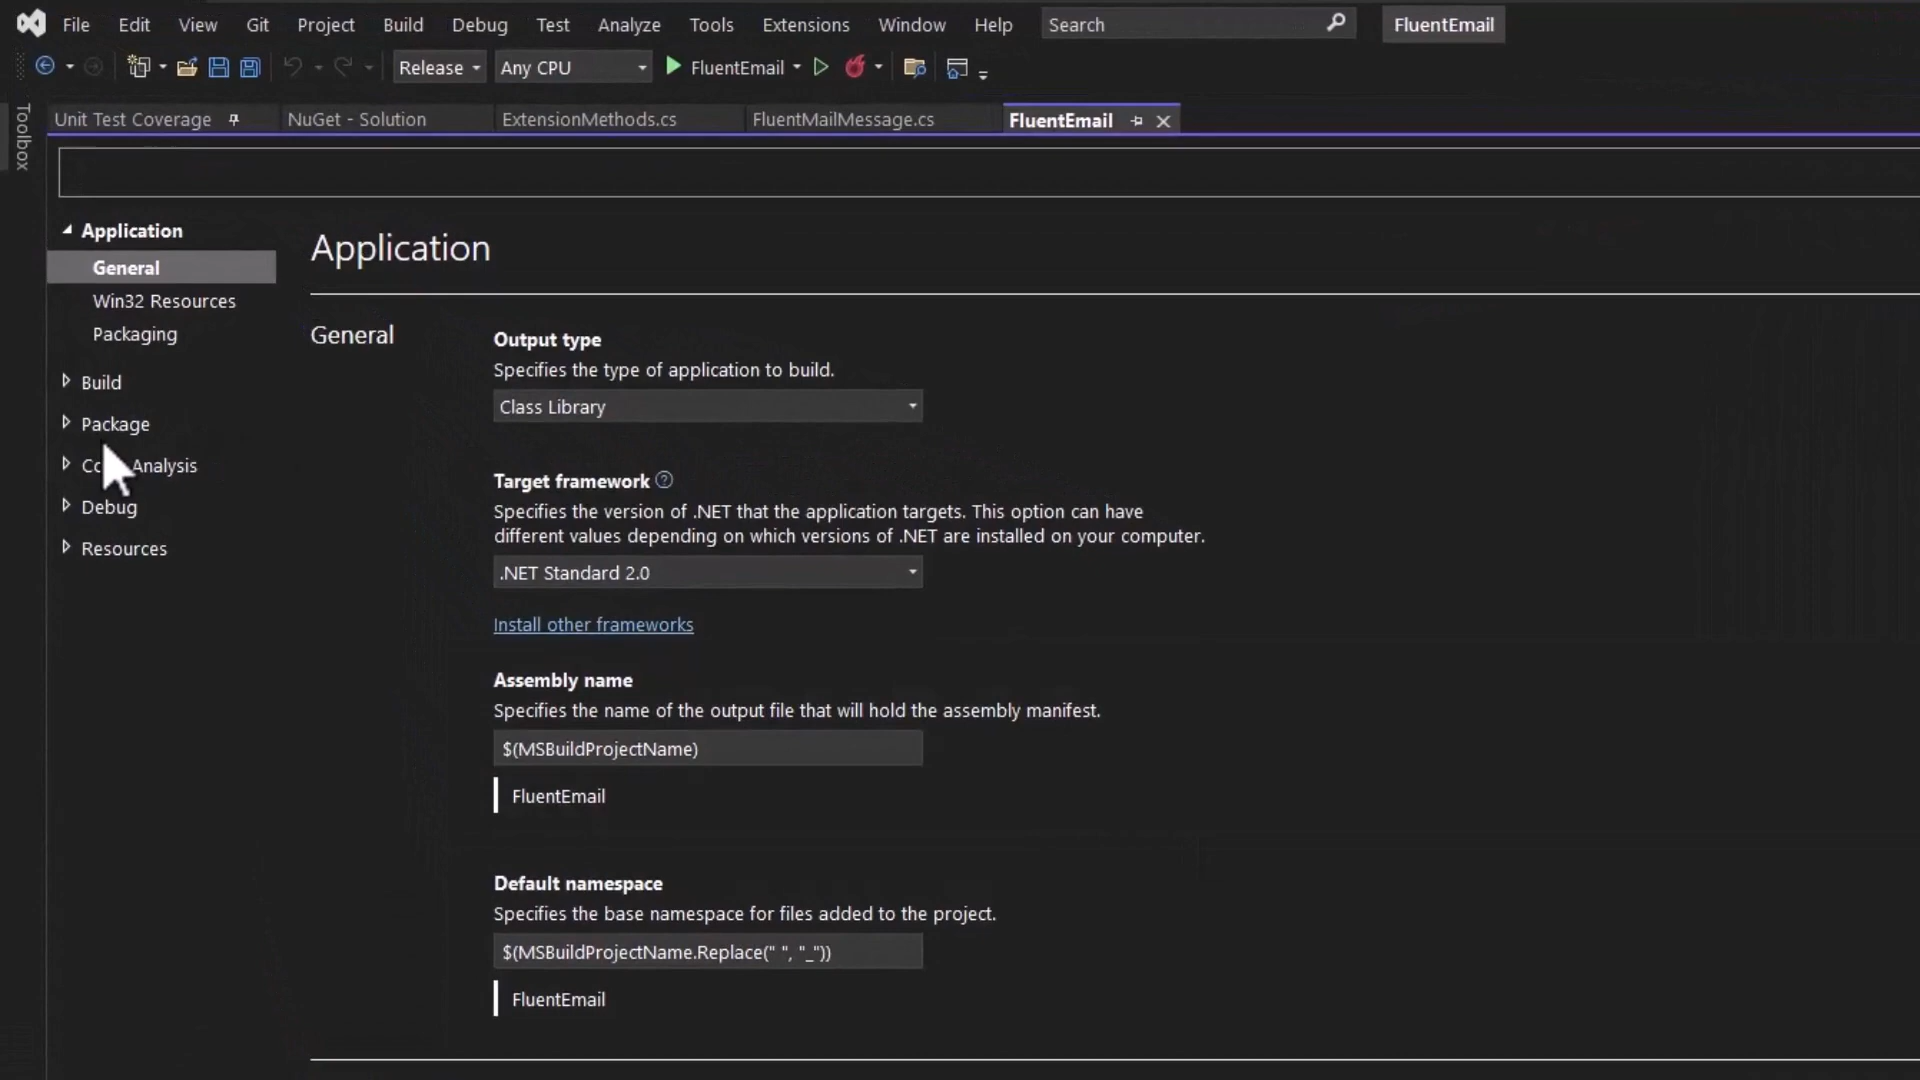 File Edit View Git Project Build Debug Test Analyze Tools Extensions Window Help Search FluentEmail
Release Any CPU FluentEmail
Toolbox
Unit Test Coverage NuGet - Solution ExtensionMethods.cs FluentMailMessage.cs FluentEmail
Application
General
Win32 Resources
Packaging
Build
Package
Analysis
Debug
Resources
Application
General
Output type
Specifies the type of application to build.
Class Library
Target framework
Specifies the version of .NET that the application targets. This option can have
different values depending on which versions of .NET are installed on your computer.
.NET Standard 2.0
Install other frameworks
Assembly name
Specifies the name of the output file that will hold the assembly manifest.
$(MSBuildProjectName)
FluentEmail
Default namespace
Specifies the base namespace for files added to the project.
$(MSBuildProjectName.Replace(" ", "_"))
FluentEmail